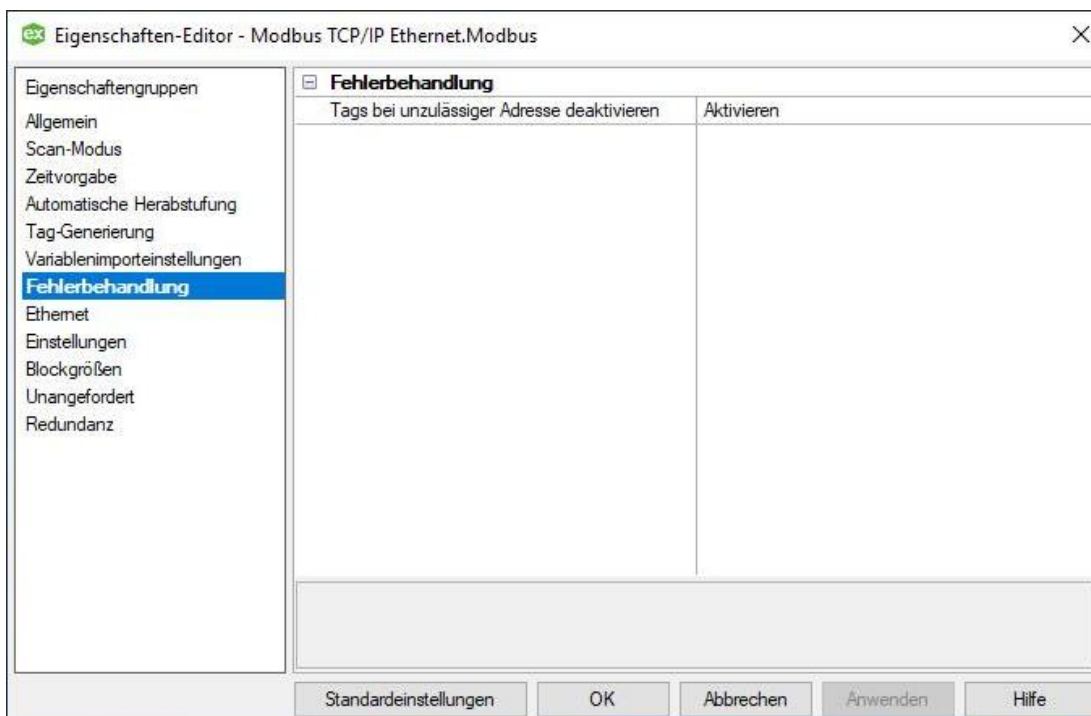 ex Eigenschaften-Editor - Modbus TCP/IP Ethernet.Modbus
Eigenschaftengruppen
Allgemein
Scan-Modus
Zeitvorgabe
Automatische Herabstufung
Tag-Generierung
Variablenimporteinstellungen
Fehlerbehandlung
Ethernet
Einstellungen
Blockgrößen
Unangefordert
Redundanz
Fehlerbehandlung
Tags bei unzulässiger Adresse deaktivieren Aktivieren
Standardeinstellungen OK Abbrechen Anwenden Hilfe